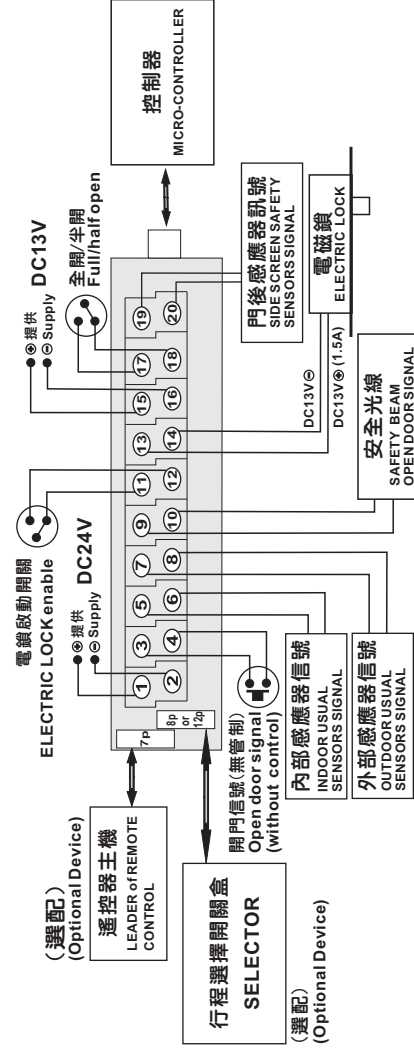 (選配)
(Optional Device)
遙控器主機
LEADER of REMOTE
CONTROL
行程選擇開關盒
SELECTOR
(選配)
(Optional Device)
7p
8p
or
12p
電鎖啟動開關
ELECTRIC LOCK enable
⊕ 提供
⊖ Supply
DC24V
⊕ 提供
⊖ Supply
DC13V
全開/半開
Full/half open
控制器
MICRO-CONTROLLER
1
3
5
7
9
11
13
15
17
19
2
4
6
8
10
12
14
16
18
20
開門信號(無管制)
Open door signal
(without control)
內部感應器信號
INDOOR USUAL
SENSORS SIGNAL
外部感應器信號
OUTDOOR USUAL
SENSORS SIGNAL
安全光線
SAFETY BEAM
OPEN DOOR SIGNAL
DC13V⊖
DC13V⊕ (1.5A)
門後感應器訊號
SIDE SCREEN SAFETY
SENSORS SIGNAL
電磁鎖
ELECTRIC LOCK